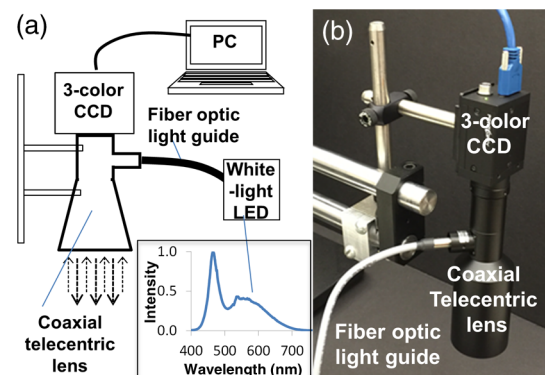 (a)
PC
3-color
CCD
Fiber optic
light guide
White
-light
LED
Coaxial
telecentric
lens
Intensity
1.0
0.5
0.0
400 500 600 700
Wavelength (nm)
(b)
3-color
CCD
Coaxial
Telecentric
lens
Fiber optic
light guide